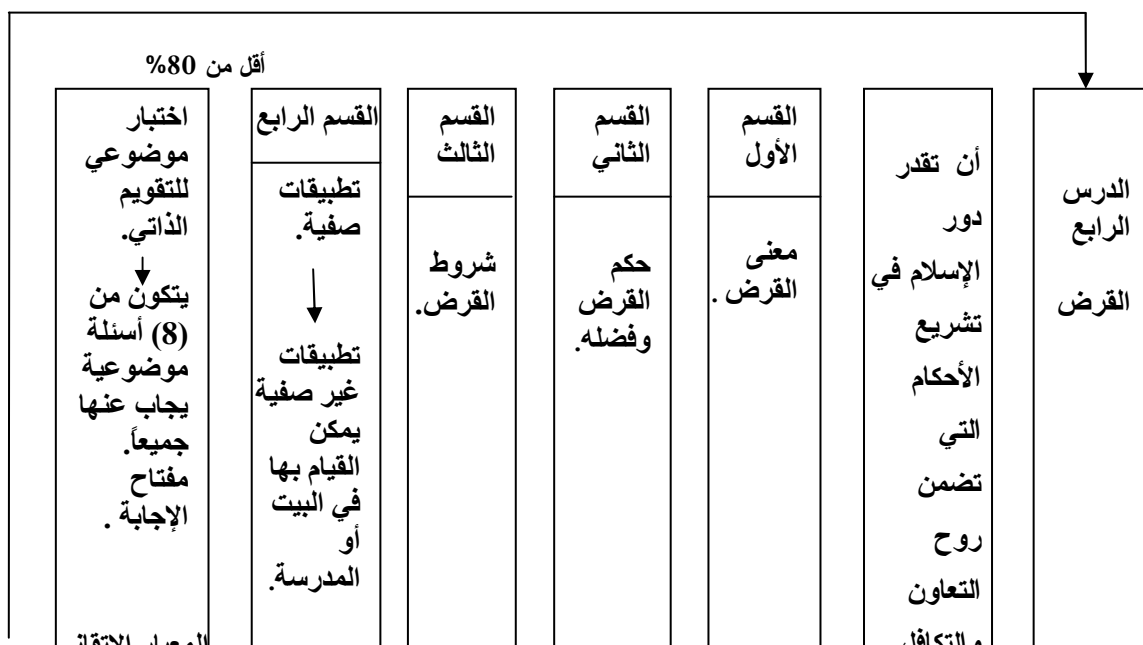 أقل من 80%
الدرس
الرابع
القرض
أن تقدر
دور
الإسلام في
تشريع
الأحكام
التي
تضمن
روح
التعاون
والتكافل
القسم
الأول
معنى
القرض .
القسم
الثاني
حكم
القرض
وفضله.
القسم
الثالث
شروط
القرض.
القسم الرابع
تطبيقات
صفية.
تطبيقات
غير صفية
يمكن
القيام بها
في البيت
أو
المدرسة.
اختبار
موضوعي
للتقويم
الذاتي.
يتكون من
(8) أسئلة
موضوعية
يجاب عنها
جميعاً.
مفتاح
الإجابة .